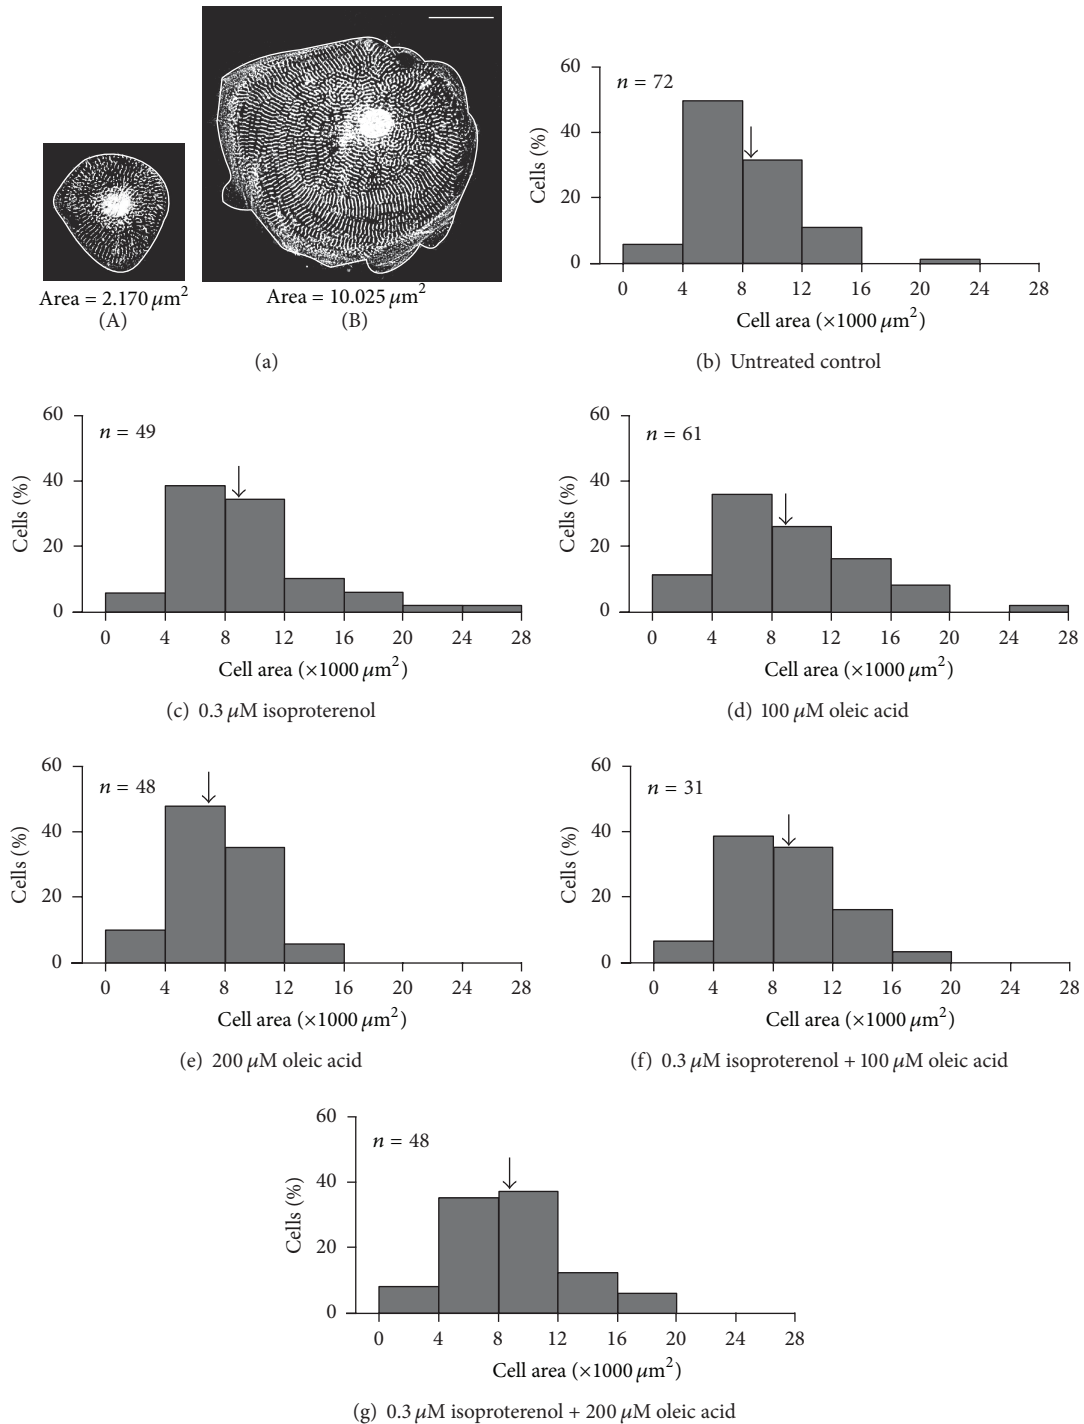 Area = 2.170 μm²
(A)
Area = 10.025 μm²
(B)
(a)
60
40
20
0
Cells (%)
n = 72
0 4 8 12 16 20 24 28
Cell area (×1000 μm²)
(b) Untreated control
60
40
20
0
Cells (%)
n = 49
0 4 8 12 16 20 24 28
Cell area (×1000 μm²)
(c) 0.3 μM isoproterenol
60
40
20
0
Cells (%)
n = 61
0 4 8 12 16 20 24 28
Cell area (×1000 μm²)
(d) 100 μM oleic acid
60
40
20
0
Cells (%)
n = 48
0 4 8 12 16 20 24 28
Cell area (×1000 μm²)
(e) 200 μM oleic acid
60
40
20
0
Cells (%)
n = 31
0 4 8 12 16 20 24 28
Cell area (×1000 μm²)
(f) 0.3 μM isoproterenol + 100 μM oleic acid
60
40
20
0
Cells (%)
n = 48
0 4 8 12 16 20 24 28
Cell area (×1000 μm²)
(g) 0.3 μM isoproterenol + 200 μM oleic acid